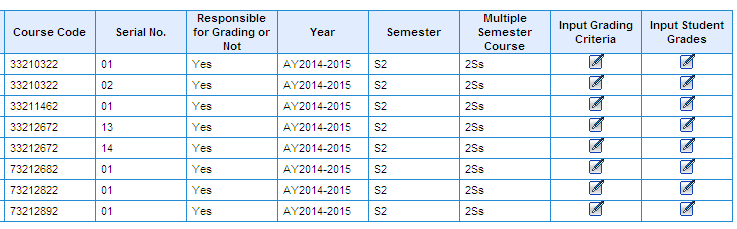 Course Code Serial No. Responsible for Grading or Not Year Semester Multiple Semester Course Input Grading Criteria Input Student Grades
33210322 01 Yes AY2014-2015 S2 2Ss
33210322 02 Yes AY2014-2015 S2 2Ss
33211462 01 Yes AY2014-2015 S2 2Ss
33212672 13 Yes AY2014-2015 S2 2Ss
33212672 14 Yes AY2014-2015 S2 2Ss
73212682 01 Yes AY2014-2015 S2 2Ss
73212822 01 Yes AY2014-2015 S2 2Ss
73212892 01 Yes AY2014-2015 S2 2Ss